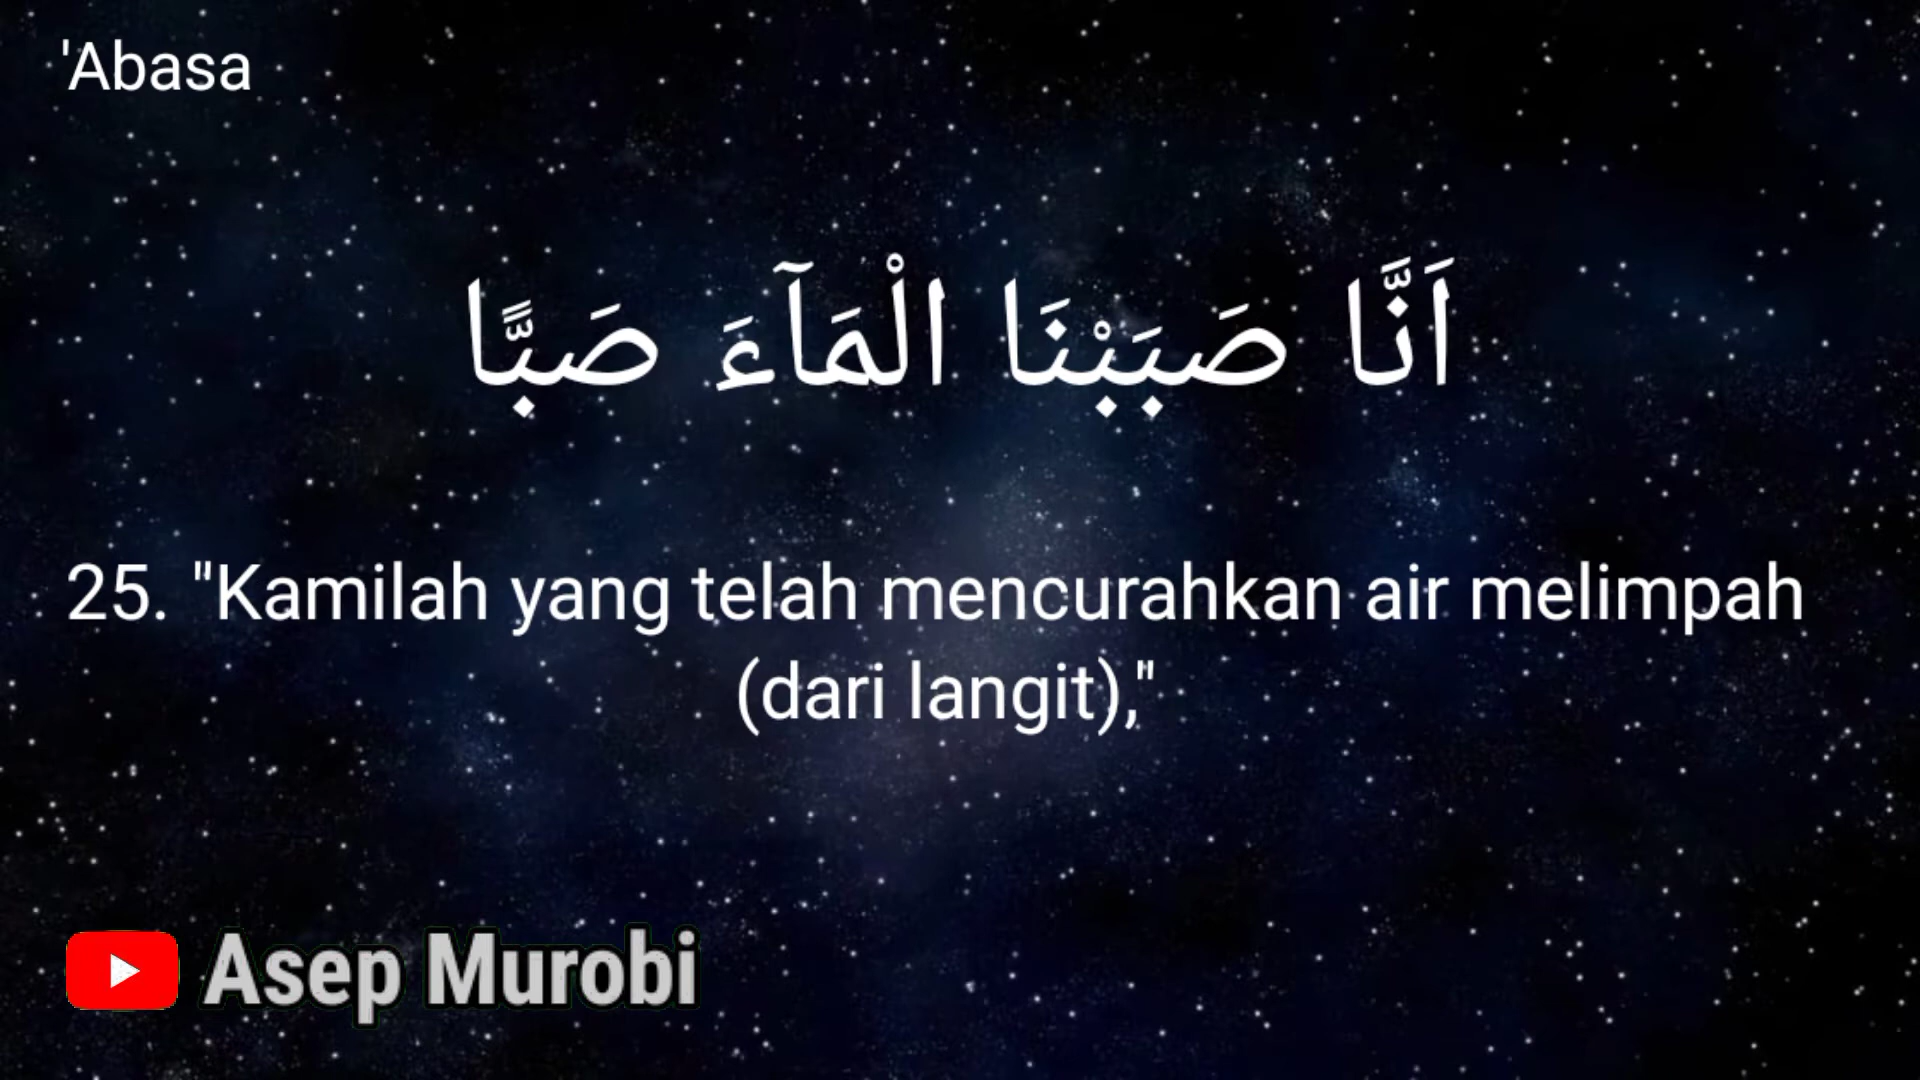 'Abasa
اَنَّا صَبَبْنَا الْمَآءَ صَبًّا
25. "Kamilah yang telah mencurahkan air melimpah
(dari langit),"
Asep Murobi